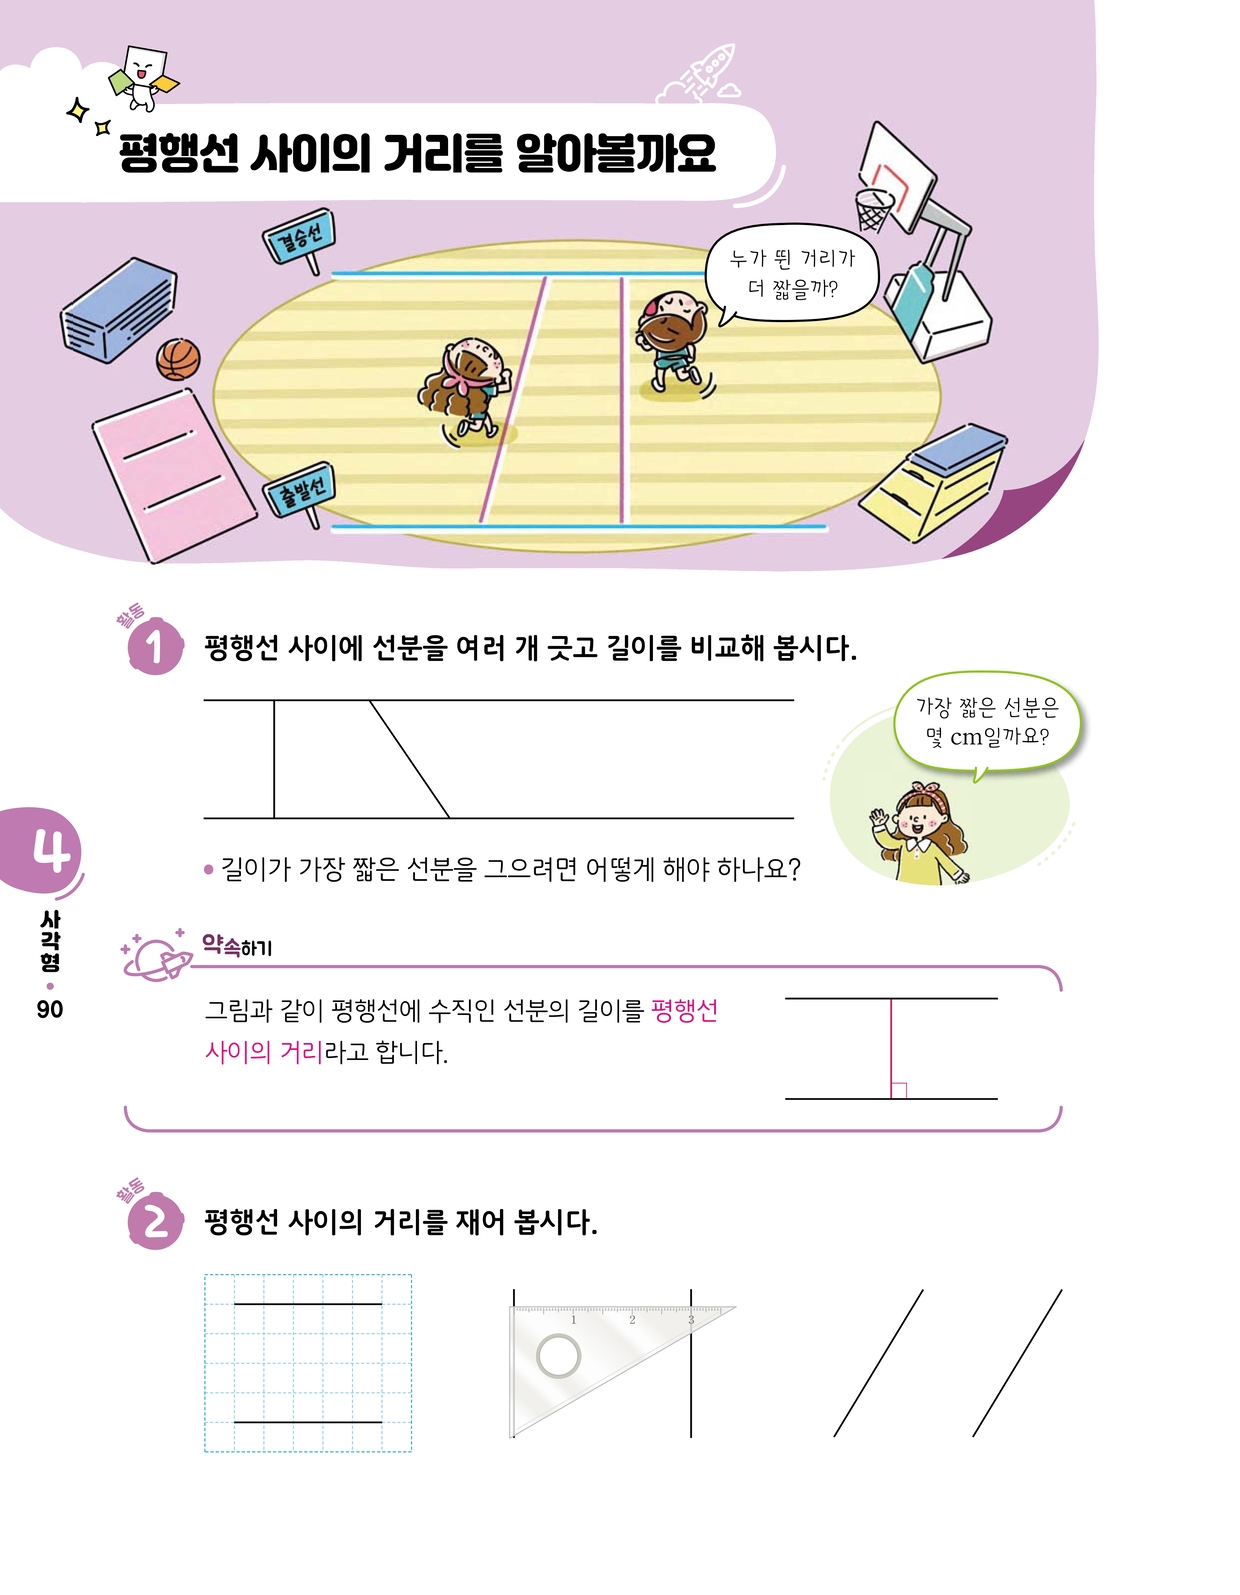 평행선 사이의 거리를 알아볼까요
결승선
누가 뛴 거리가
더 짧을까?
출발선
활동
1 평행선 사이에 선분을 여러 개 긋고 길이를 비교해 봅시다.
가장 짧은 선분은
몇 cm일까요?
• 길이가 가장 짧은 선분을 그으려면 어떻게 해야 하나요?
4
사각형
90
약속하기
그림과 같이 평행선에 수직인 선분의 길이를 평행선
사이의 거리라고 합니다.
활동
2 평행선 사이의 거리를 재어 봅시다.
1 2 3